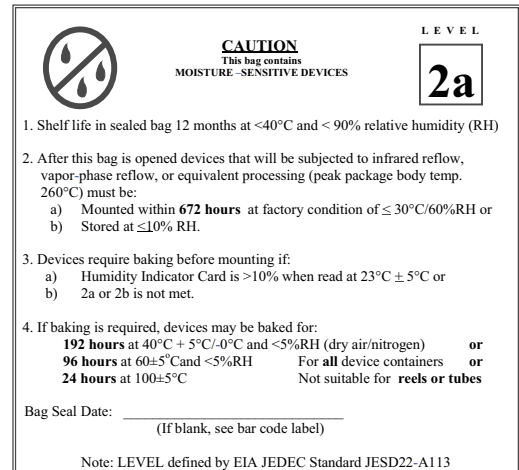 LEVEL
CAUTION
This bag contains
MOISTURE –SENSITIVE DEVICES
2a
1. Shelf life in sealed bag 12 months at <40°C and < 90% relative humidity (RH)
2. After this bag is opened devices that will be subjected to infrared reflow,
vapor-phase reflow, or equivalent processing (peak package body temp.
260°C) must be:
a) Mounted within 672 hours at factory condition of ≤ 30°C/60%RH or
b) Stored at ≤10% RH.
3. Devices require baking before mounting if:
a) Humidity Indicator Card is >10% when read at 23°C ± 5°C or
b) 2a or 2b is not met.
4. If baking is required, devices may be baked for:
192 hours at 40°C + 5°C/-0°C and <5%RH (dry air/nitrogen) or
96 hours at 60±5°Cand <5%RH For all device containers or
24 hours at 100±5°C Not suitable for reels or tubes
Bag Seal Date: ______________________________
(If blank, see bar code label)
Note: LEVEL defined by EIA JEDEC Standard JESD22-A113